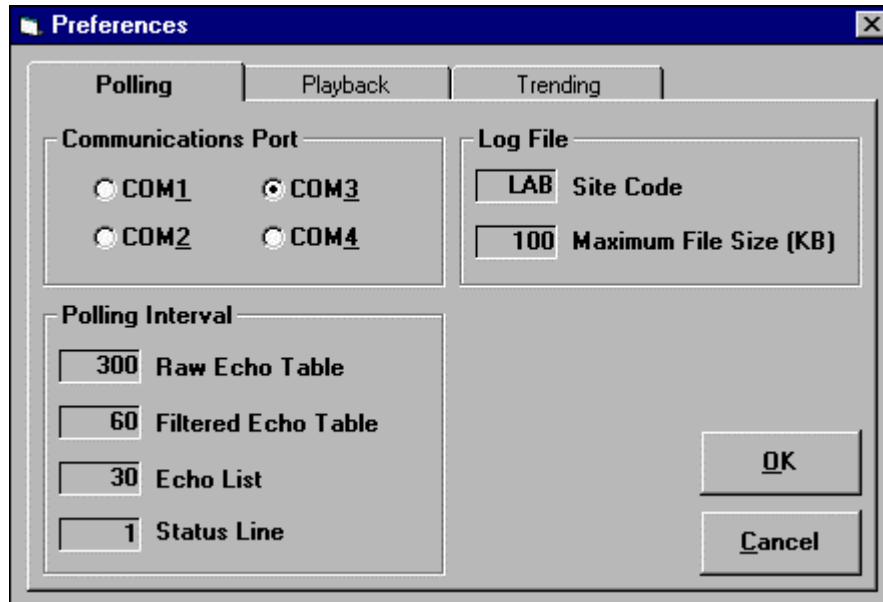 Preferences
Polling Playback Trending
Communications Port
COM1 COM3
COM2 COM4
Log File
LAB Site Code
100 Maximum File Size (KB)
Polling Interval
300 Raw Echo Table
60 Filtered Echo Table
30 Echo List
1 Status Line
OK
Cancel